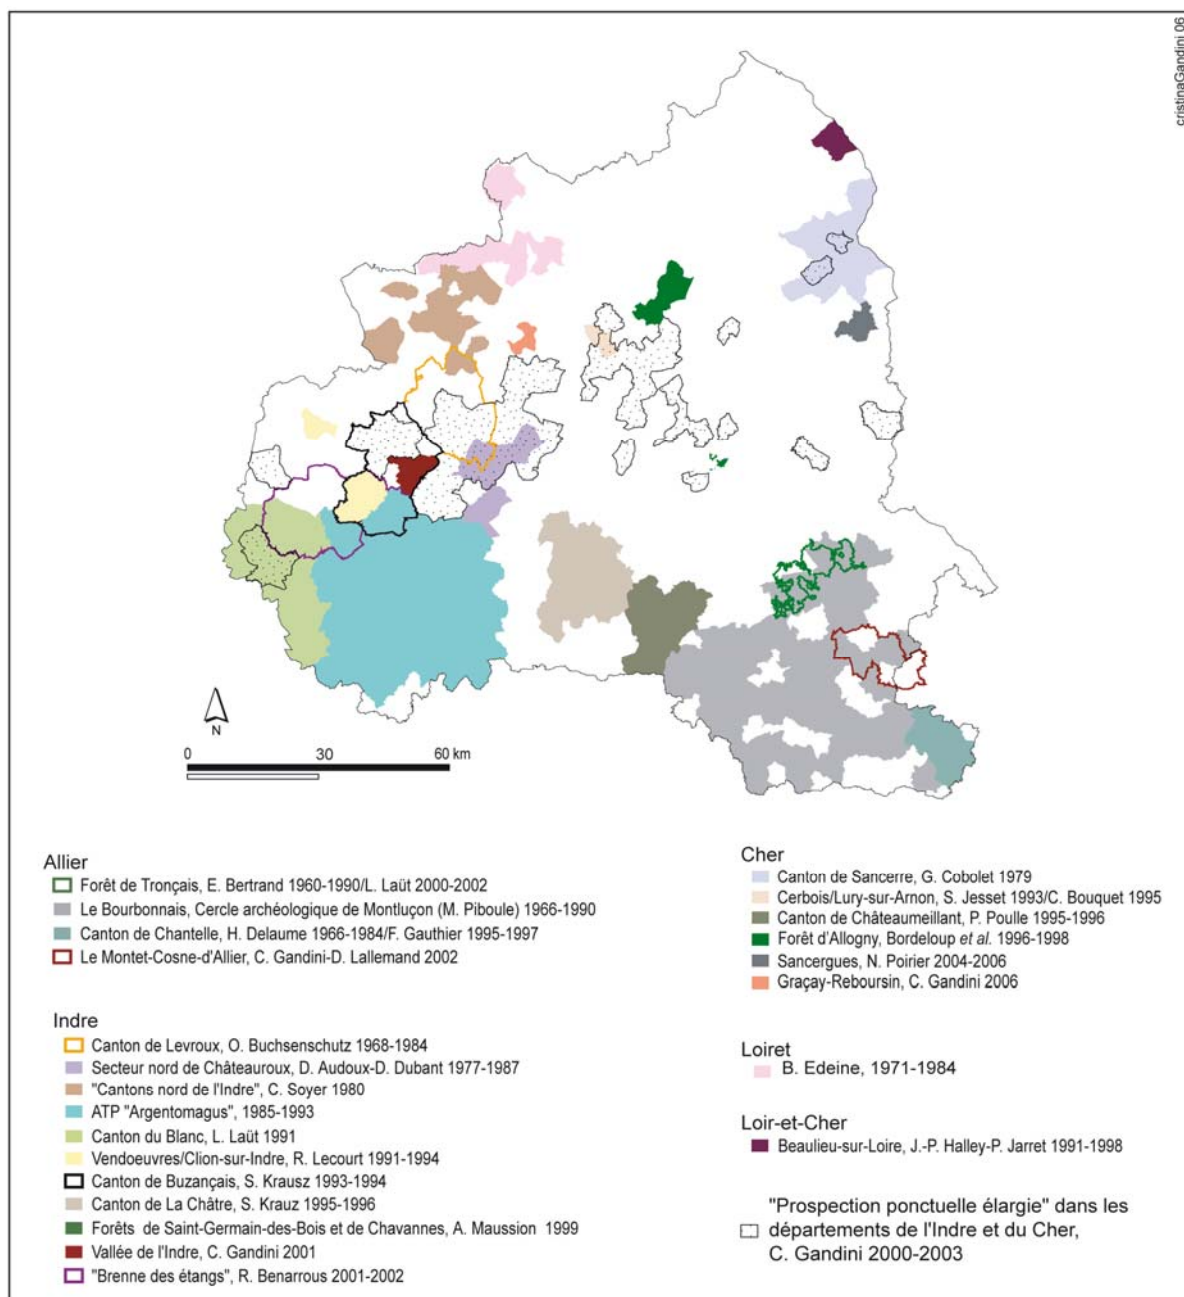 cristinaGandini 06
N
0 30 60 km
Allier
Forêt de Tronçais, E. Bertrand 1960-1990/L. Laüt 2000-2002
Le Bourbonnais, Cercle archéologique de Montluçon (M. Piboule) 1966-1990
Canton de Chantelle, H. Delaume 1966-1984/F. Gauthier 1995-1997
Le Montet-Cosne-d'Allier, C. Gandini-D. Lallemand 2002
Indre
Canton de Levroux, O. Buchsenschutz 1968-1984
Secteur nord de Châteauroux, D. Audoux-D. Dubant 1977-1987
"Cantons nord de l'Indre", C. Soyer 1980
ATP "Argentomagus", 1985-1993
Canton du Blanc, L. Laüt 1991
Vendoeuvres/Clion-sur-Indre, R. Lecourt 1991-1994
Canton de Buzançais, S. Krausz 1993-1994
Canton de La Châtre, S. Krauz 1995-1996
Forêts de Saint-Germain-des-Bois et de Chavannes, A. Maussion 1999
Vallée de l'Indre, C. Gandini 2001
"Brenne des étangs", R. Benarrous 2001-2002
Cher
Canton de Sancerre, G. Cobolet 1979
Cerbois/Lury-sur-Arnon, S. Jesset 1993/C. Bouquet 1995
Canton de Châteaumeillant, P. Poulle 1995-1996
Forêt d'Allogny, Bordeloup et al. 1996-1998
Sancergues, N. Poirier 2004-2006
Graçay-Reboursin, C. Gandini 2006
Loiret
B. Edeine, 1971-1984
Loir-et-Cher
Beaulieu-sur-Loire, J.-P. Halley-P. Jarret 1991-1998
"Prospection ponctuelle élargie" dans les
départements de l'Indre et du Cher,
C. Gandini 2000-2003